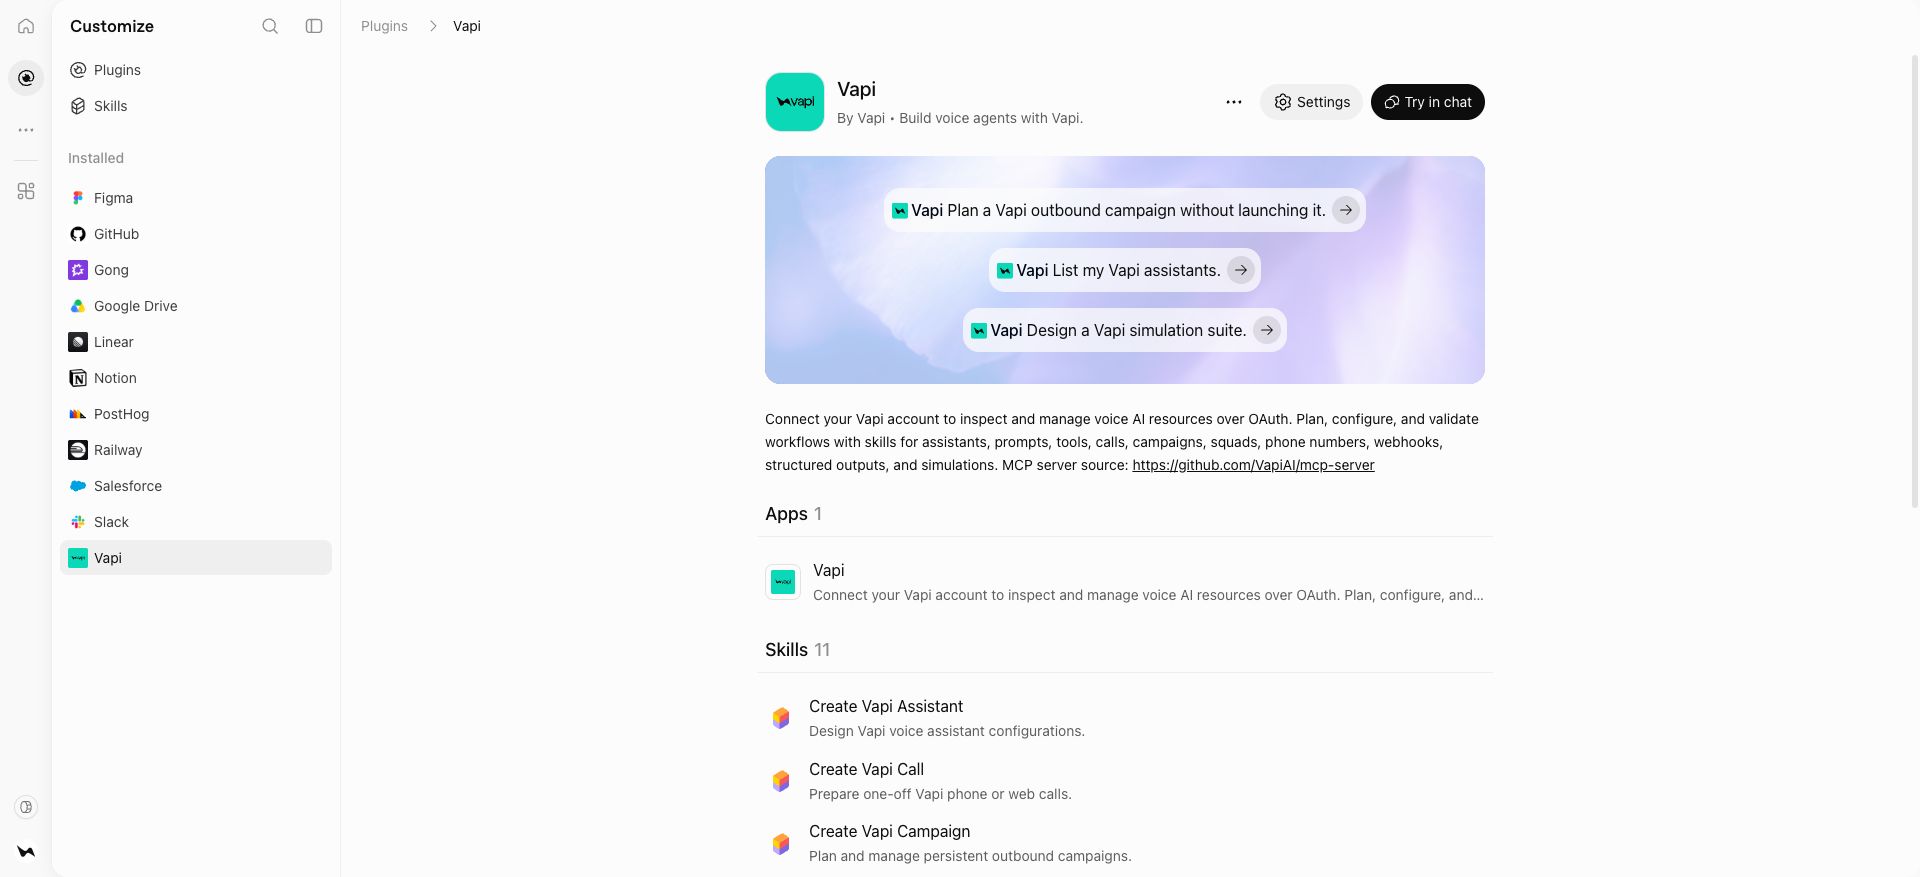 Customize
Plugins
Skills
Installed
Figma
GitHub
Gong
Google Drive
Linear
Notion
PostHog
Railway
Salesforce
Slack
Vapi
Plugins > Vapi
vapi
Vapi
By Vapi • Build voice agents with Vapi.
Settings
Try in chat
Vapi Plan a Vapi outbound campaign without launching it.
Vapi List my Vapi assistants.
Vapi Design a Vapi simulation suite.
Connect your Vapi account to inspect and manage voice AI resources over OAuth. Plan, configure, and validate
workflows with skills for assistants, prompts, tools, calls, campaigns, squads, phone numbers, webhooks,
structured outputs, and simulations. MCP server source: https://github.com/VapiAI/mcp-server
Apps 1
Vapi
Connect your Vapi account to inspect and manage voice AI resources over OAuth. Plan, configure, and...
Skills 11
Create Vapi Assistant
Design Vapi voice assistant configurations.
Create Vapi Call
Prepare one-off Vapi phone or web calls.
Create Vapi Campaign
Plan and manage persistent outbound campaigns.